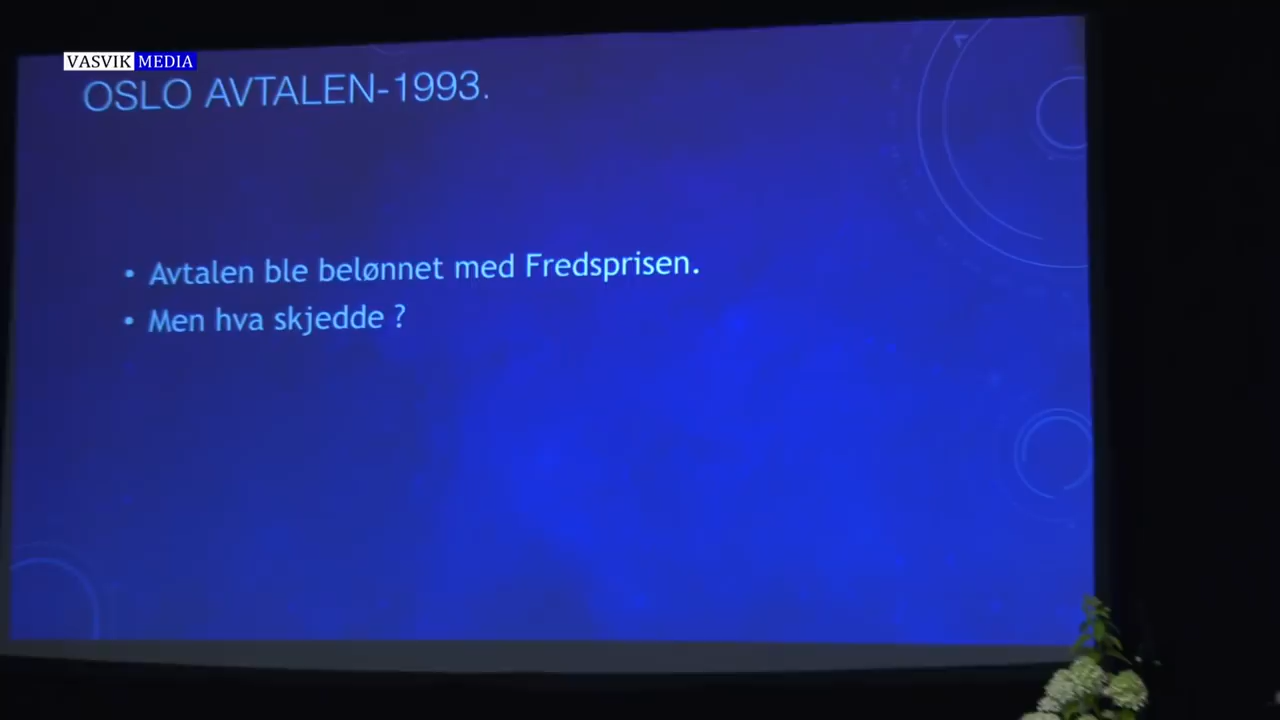 VASVIK MEDIA
OSLO AVTALEN-1993.
• Avtalen ble belønnet med Fredsprisen.
• Men hva skjedde ?